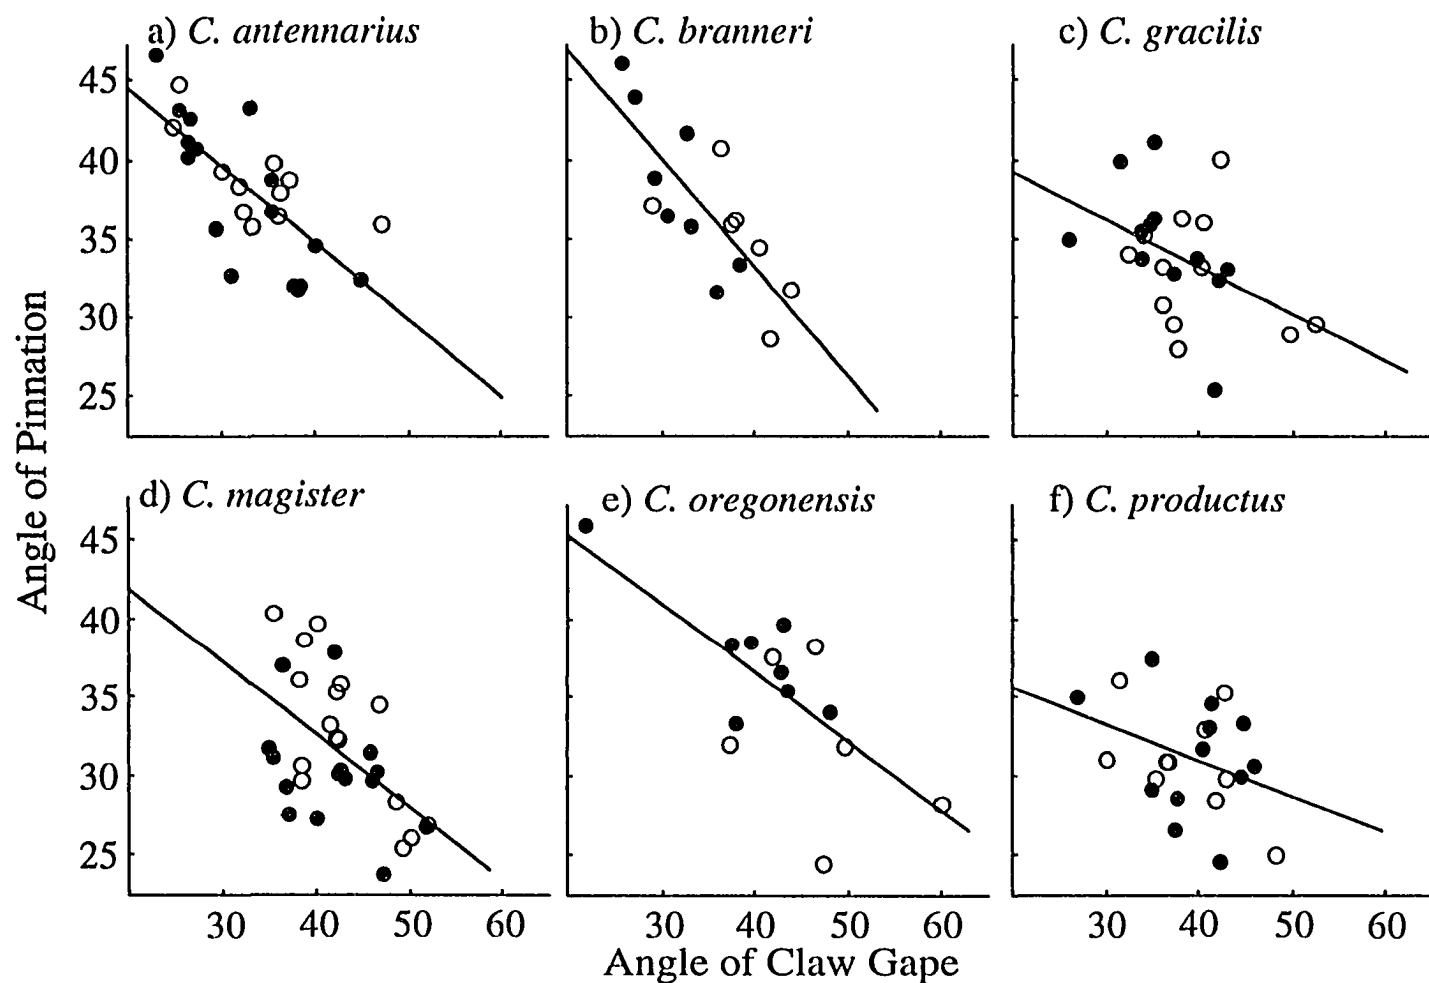 a) C. antennarius
b) C. branneri
c) C. gracilis
45
40
35
30
25
d) C. magister
e) C. oregonensis
f) C. productus
45
40
35
30
25
30 40 50 60
30 40 50 60
30 40 50 60
Angle of Pinnation
Angle of Claw Gape